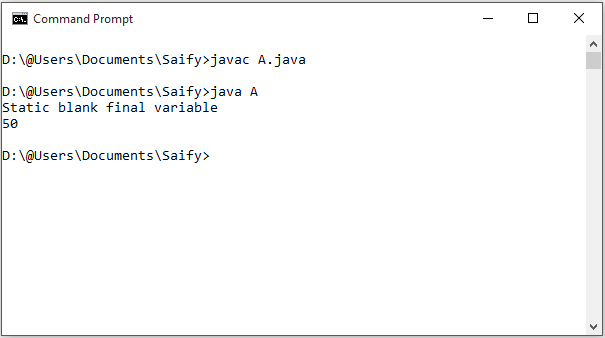 Command Prompt
D:\@Users\Documents\Saify>javac A.java
D:\@Users\Documents\Saify>java A
Static blank final variable
50
D:\@Users\Documents\Saify>